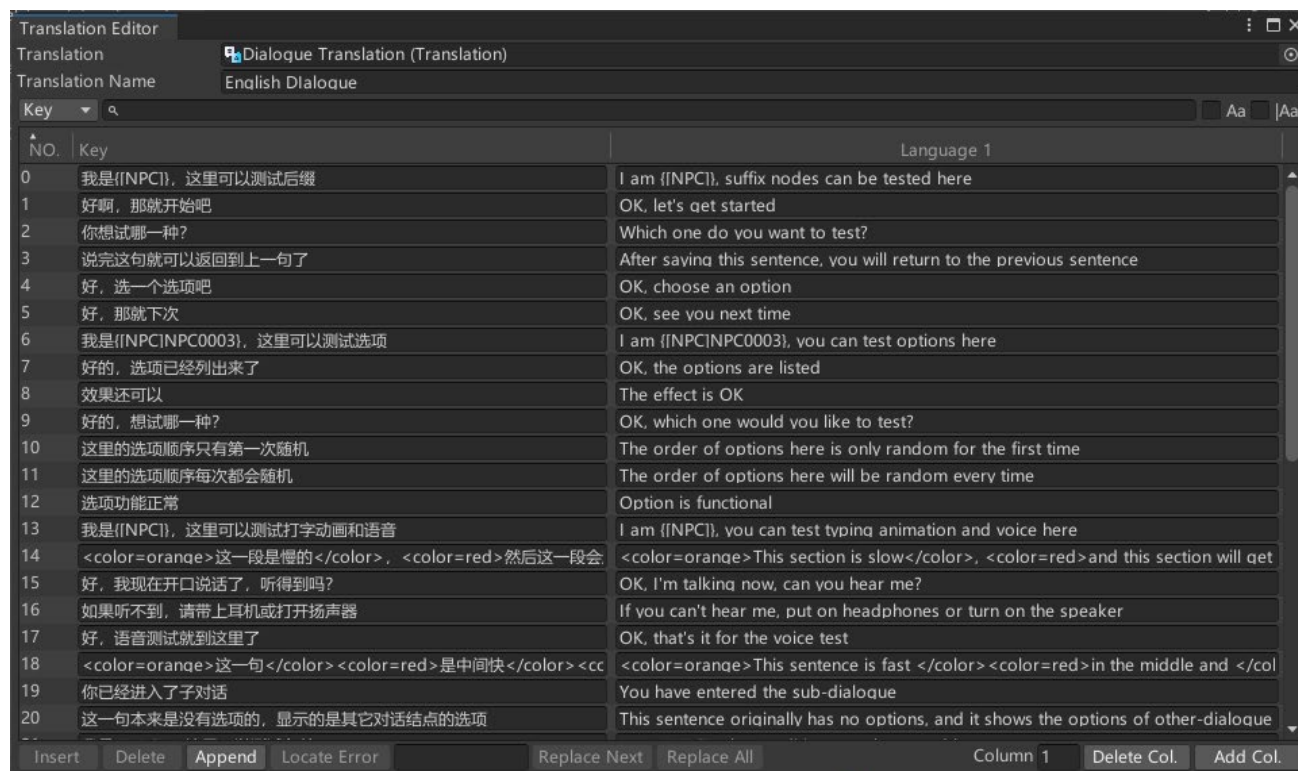 Translation Editor
Translation Dialogue Translation (Translation)
Translation Name English DIalogue
Key Aa |Aa
NO. Key Language 1
0 我是{[NPC]}，这里可以测试后缀 I am {[NPC]}, suffix nodes can be tested here
1 好啊，那就开始吧 OK, let's get started
2 你想试哪一种？ Which one do you want to test?
3 说完这句就可以返回到上一句了 After saying this sentence, you will return to the previous sentence
4 好，选一个选项吧 OK, choose an option
5 好，那就下次 OK, see you next time
6 我是{[NPC]NPC0003}，这里可以测试选项 I am {[NPC]NPC0003}, you can test options here
7 好的，选项已经列出来了 OK, the options are listed
8 效果还可以 The effect is OK
9 好的，想试哪一种？ OK, which one would you like to test?
10 这里的选项顺序只有第一次随机 The order of options here is only random for the first time
11 这里的选项顺序每次都会随机 The order of options here will be random every time
12 选项功能正常 Option is functional
13 我是{[NPC]}，这里可以测试打字动画和语音 I am {[NPC]}, you can test typing animation and voice here
14 <color=orange>这一段是慢的</color>，<color=red>然后这一段会 <color=orange>This section is slow</color>, <color=red>and this section will get
15 好，我现在开口说话了，听得到吗？ OK, I'm talking now, can you hear me?
16 如果听不到，请带上耳机或打开扬声器 If you can't hear me, put on headphones or turn on the speaker
17 好，语音测试就到这里了 OK, that's it for the voice test
18 <color=orange>这一句</color><color=red>是中间快</color><cc <color=orange>This sentence is fast </color><color=red>in the middle and </col
19 你已经进入了子对话 You have entered the sub-dialogue
20 这一句本来是没有选项的，显示的是其它对话结点的选项 This sentence originally has no options, and it shows the options of other-dialogue
Insert Delete Append Locate Error Replace Next Replace All Column 1 Delete Col. Add Col.